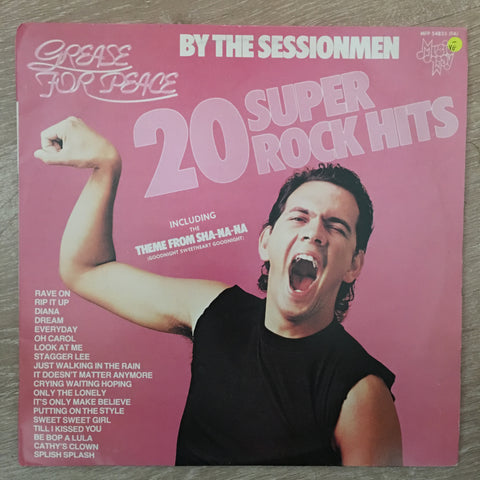 GREASE
FOR PEACE
BY THE SESSIONMEN
MFP 54833
20 SUPER
ROCK HITS
INCLUDING
THE
THEME FROM SHA-NA-NA
(GOODNIGHT SWEETHEART GOODNIGHT)
RAVE ON
RIP IT UP
DIANA
DREAM
EVERYDAY
OH CAROL
LOOK AT ME
STAGGER LEE
JUST WALKING IN THE RAIN
IT DOESN'T MATTER ANYMORE
CRYING WAITING HOPING
ONLY THE LONELY
IT'S ONLY MAKE BELIEVE
PUTTING ON THE STYLE
SWEET SWEET GIRL
TILL I KISSED YOU
BE BOP A LULA
CATHY'S CLOWN
SPLISH SPLASH